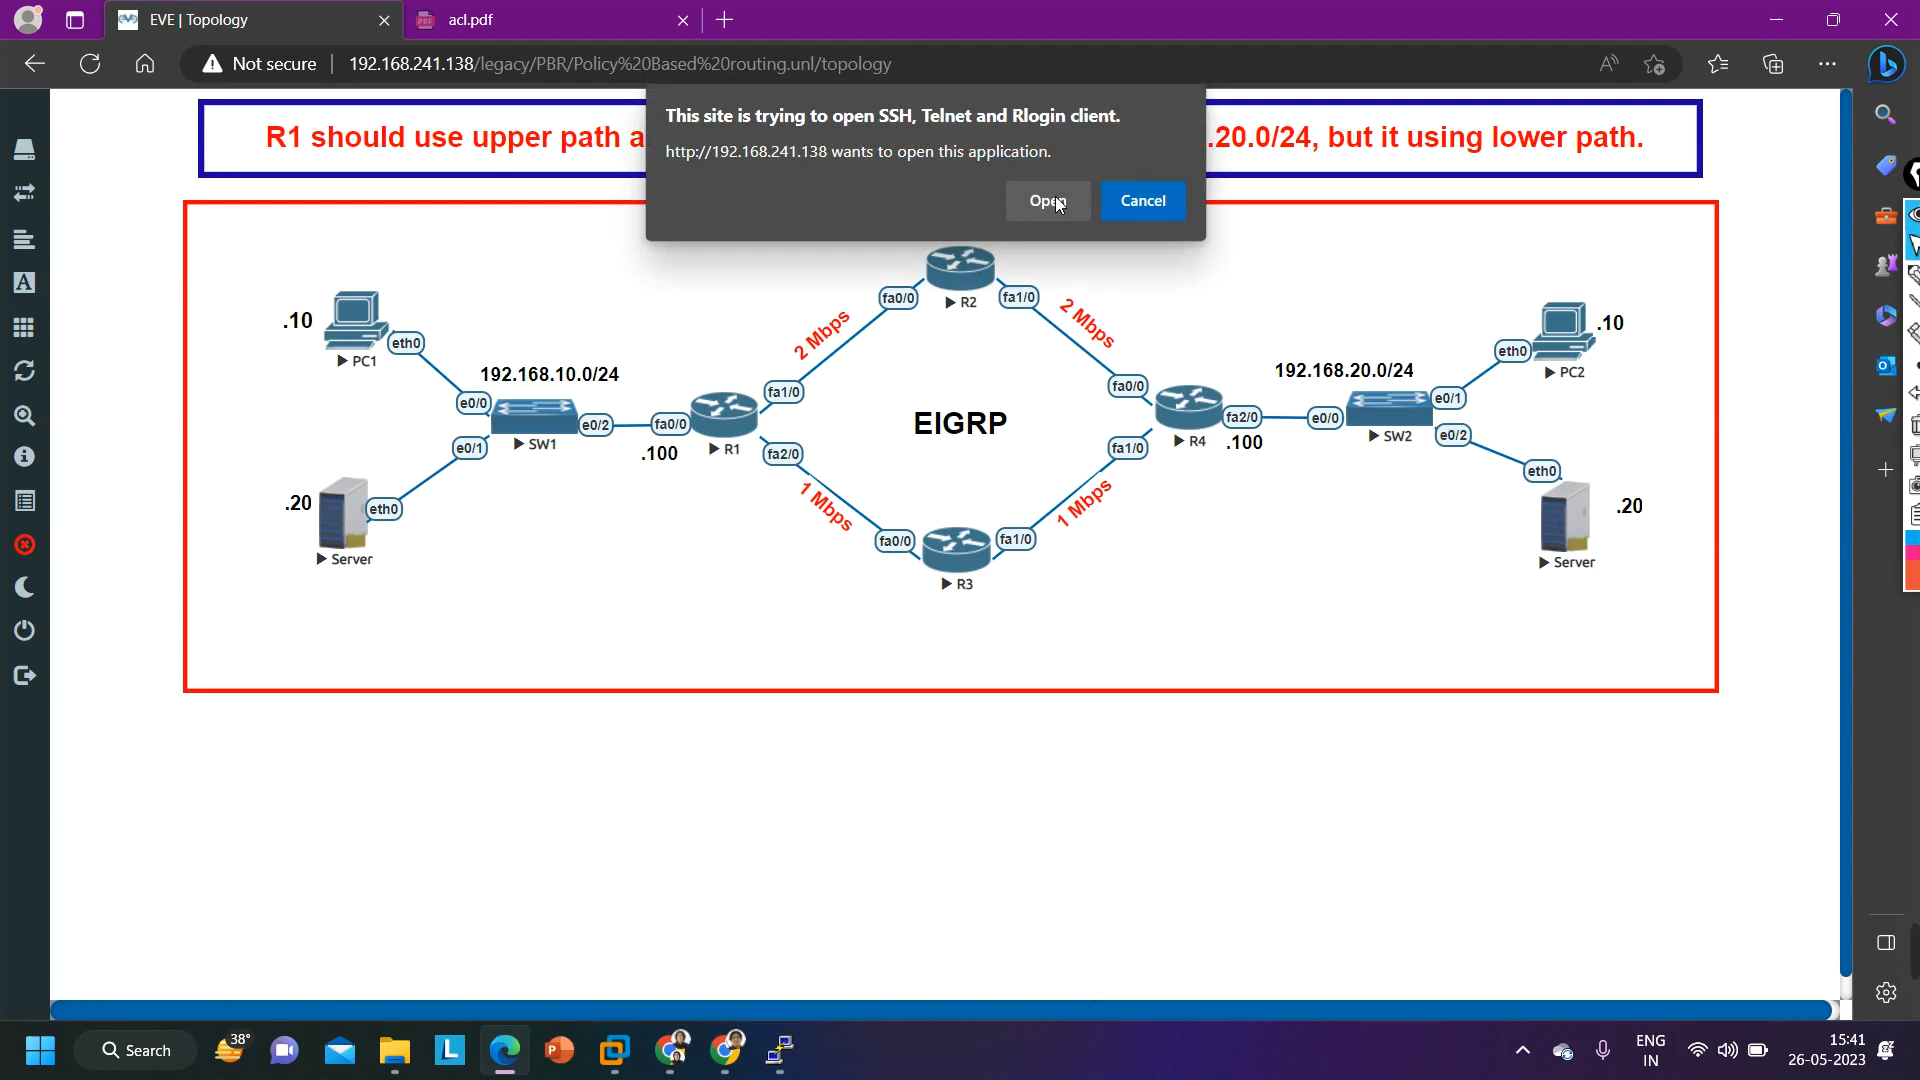 EVE | Topology
acl.pdf
Not secure
192.168.241.138/legacy/PBR/Policy%20Based%20routing.unl/topology
This site is trying to open SSH, Telnet and Rlogin client.
http://192.168.241.138 wants to open this application.
Open
Cancel
R1 should use upper path a
.20.0/24, but it using lower path.
R2
fa0/0
fa1/0
2 Mbps
2 Mbps
.10
eth0
PC1
192.168.10.0/24
e0/0
SW1
e0/2
e0/1
fa0/0
.100
R1
fa1/0
fa2/0
EIGRP
fa0/0
fa1/0
R4
fa2/0
.100
192.168.20.0/24
e0/0
SW2
e0/1
e0/2
eth0
.10
PC2
.20
eth0
Server
1 Mbps
1 Mbps
fa0/0
fa1/0
R3
eth0
.20
Server
Search
38°
ENG
IN
15:41
26-05-2023